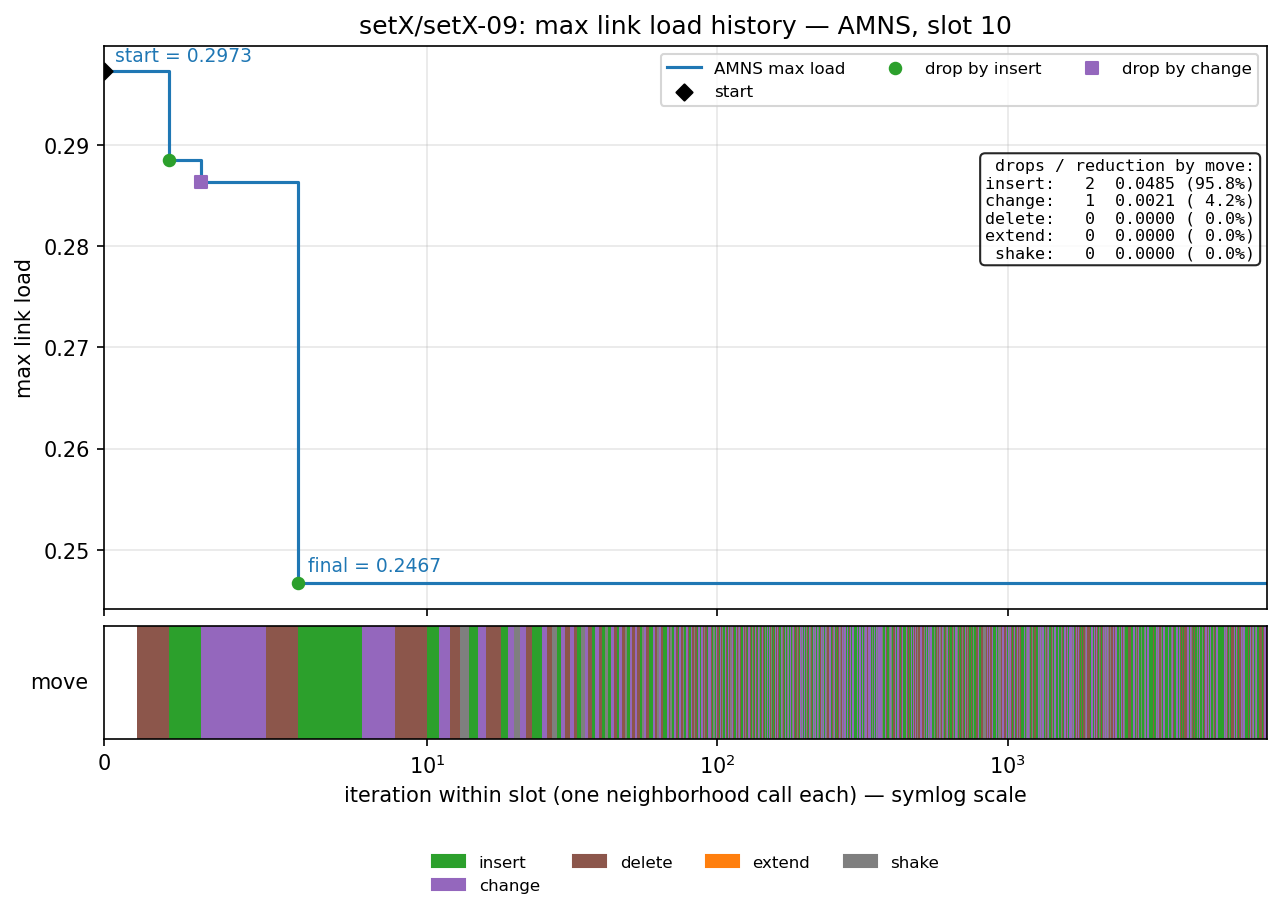 setX/setX-09: max link load history — AMNS, slot 10
start = 0.2973
AMNS max load
drop by insert
drop by change
start
drops / reduction by move:
insert: 2 0.0485 (95.8%)
change: 1 0.0021 ( 4.2%)
delete: 0 0.0000 ( 0.0%)
extend: 0 0.0000 ( 0.0%)
shake: 0 0.0000 ( 0.0%)
0.29
0.28
0.27
0.26
0.25
max link load
final = 0.2467
move
0
10¹
10²
10³
iteration within slot (one neighborhood call each) — symlog scale
insert
delete
extend
shake
change